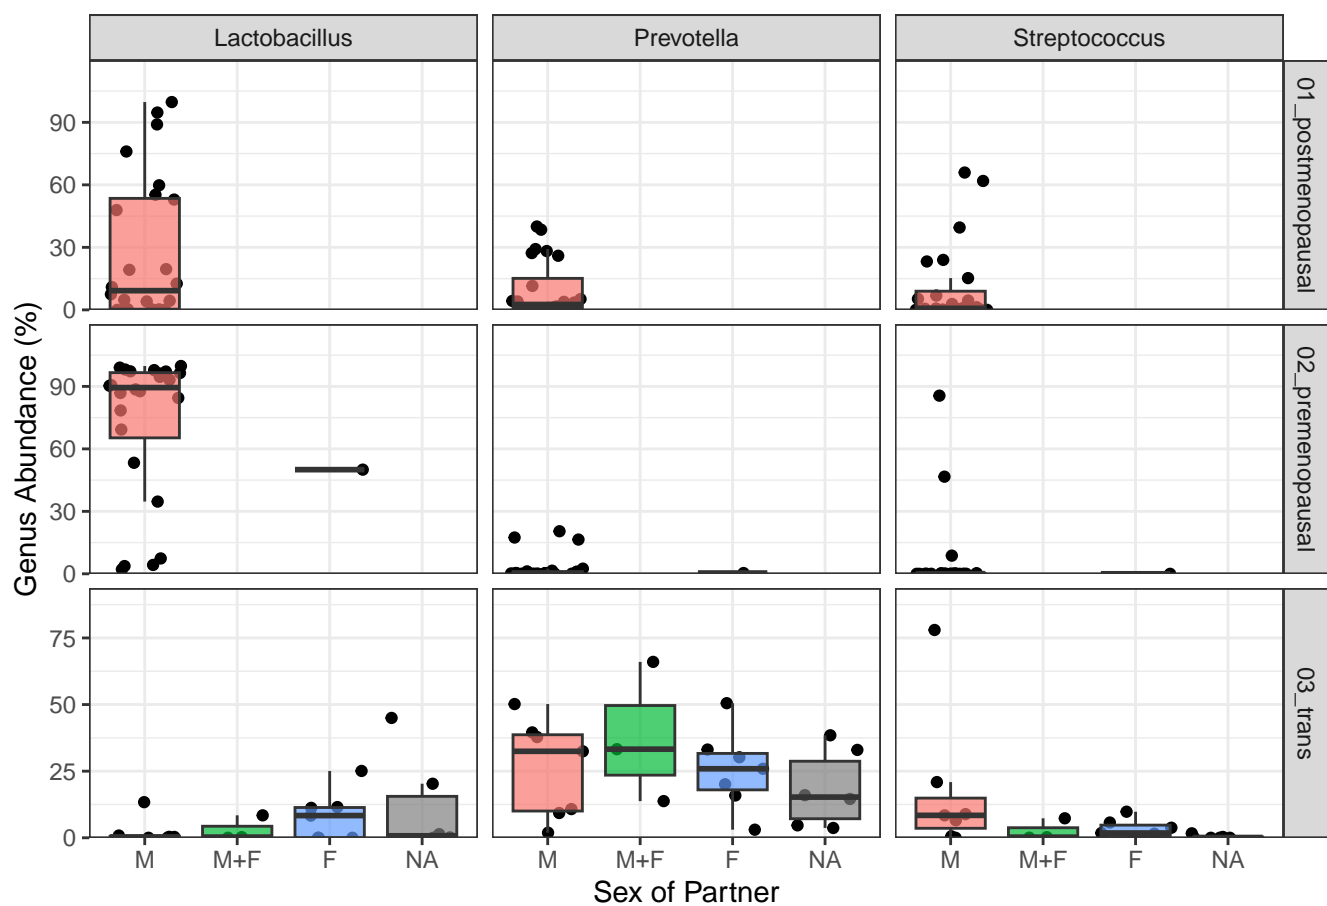 Lactobacillus Prevotella Streptococcus
90
60
30
0
01_postmenopausal
90
60
30
0
02_premenopausal
75
50
25
0
03_trans
Genus Abundance (%)
M M+F F NA M M+F F NA M M+F F NA
Sex of Partner